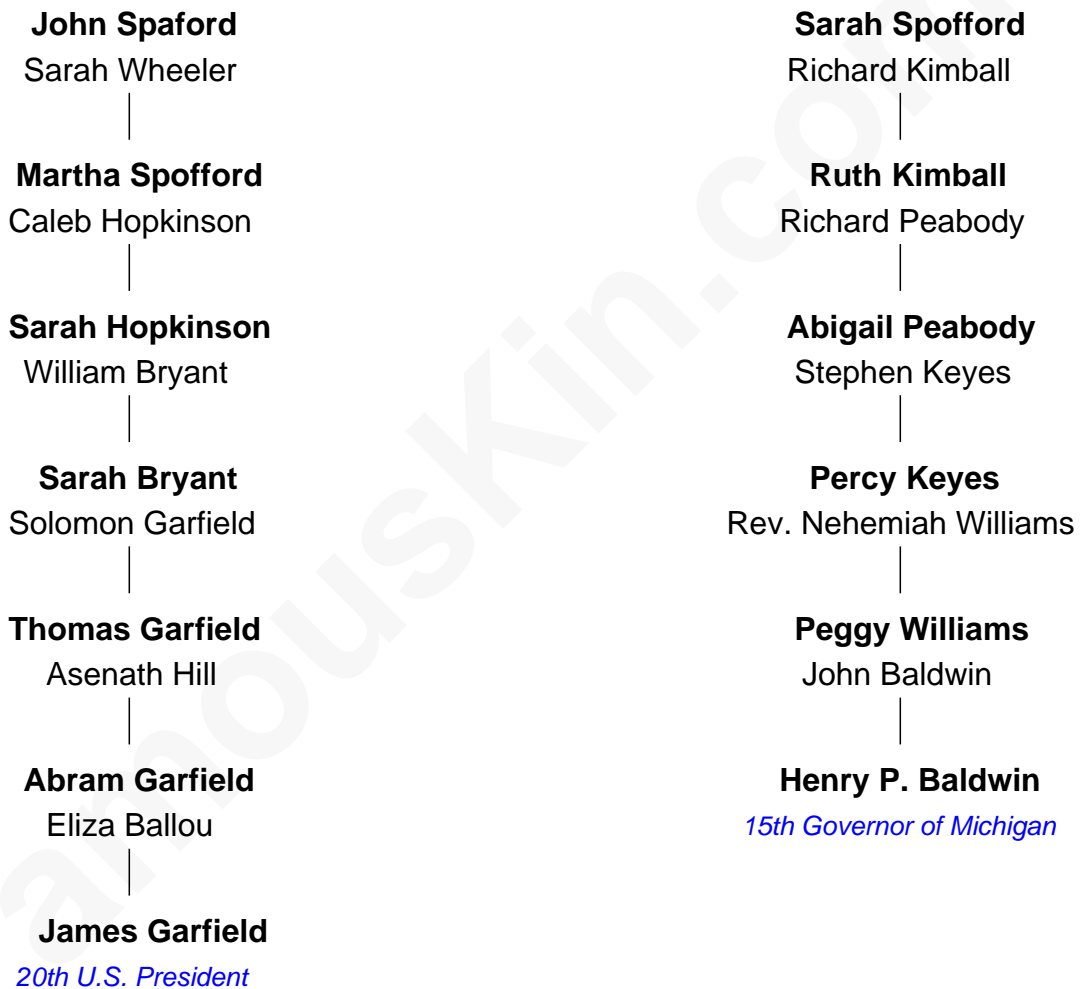 John Spaford
Sarah Wheeler
Martha Spofford
Caleb Hopkinson
Sarah Hopkinson
William Bryant
Sarah Bryant
Solomon Garfield
Thomas Garfield
Asenath Hill
Abram Garfield
Eliza Ballou
James Garfield
20th U.S. President
Sarah Spofford
Richard Kimball
Ruth Kimball
Richard Peabody
Abigail Peabody
Stephen Keyes
Percy Keyes
Rev. Nehemiah Williams
Peggy Williams
John Baldwin
Henry P. Baldwin
15th Governor of Michigan
amouskin.com